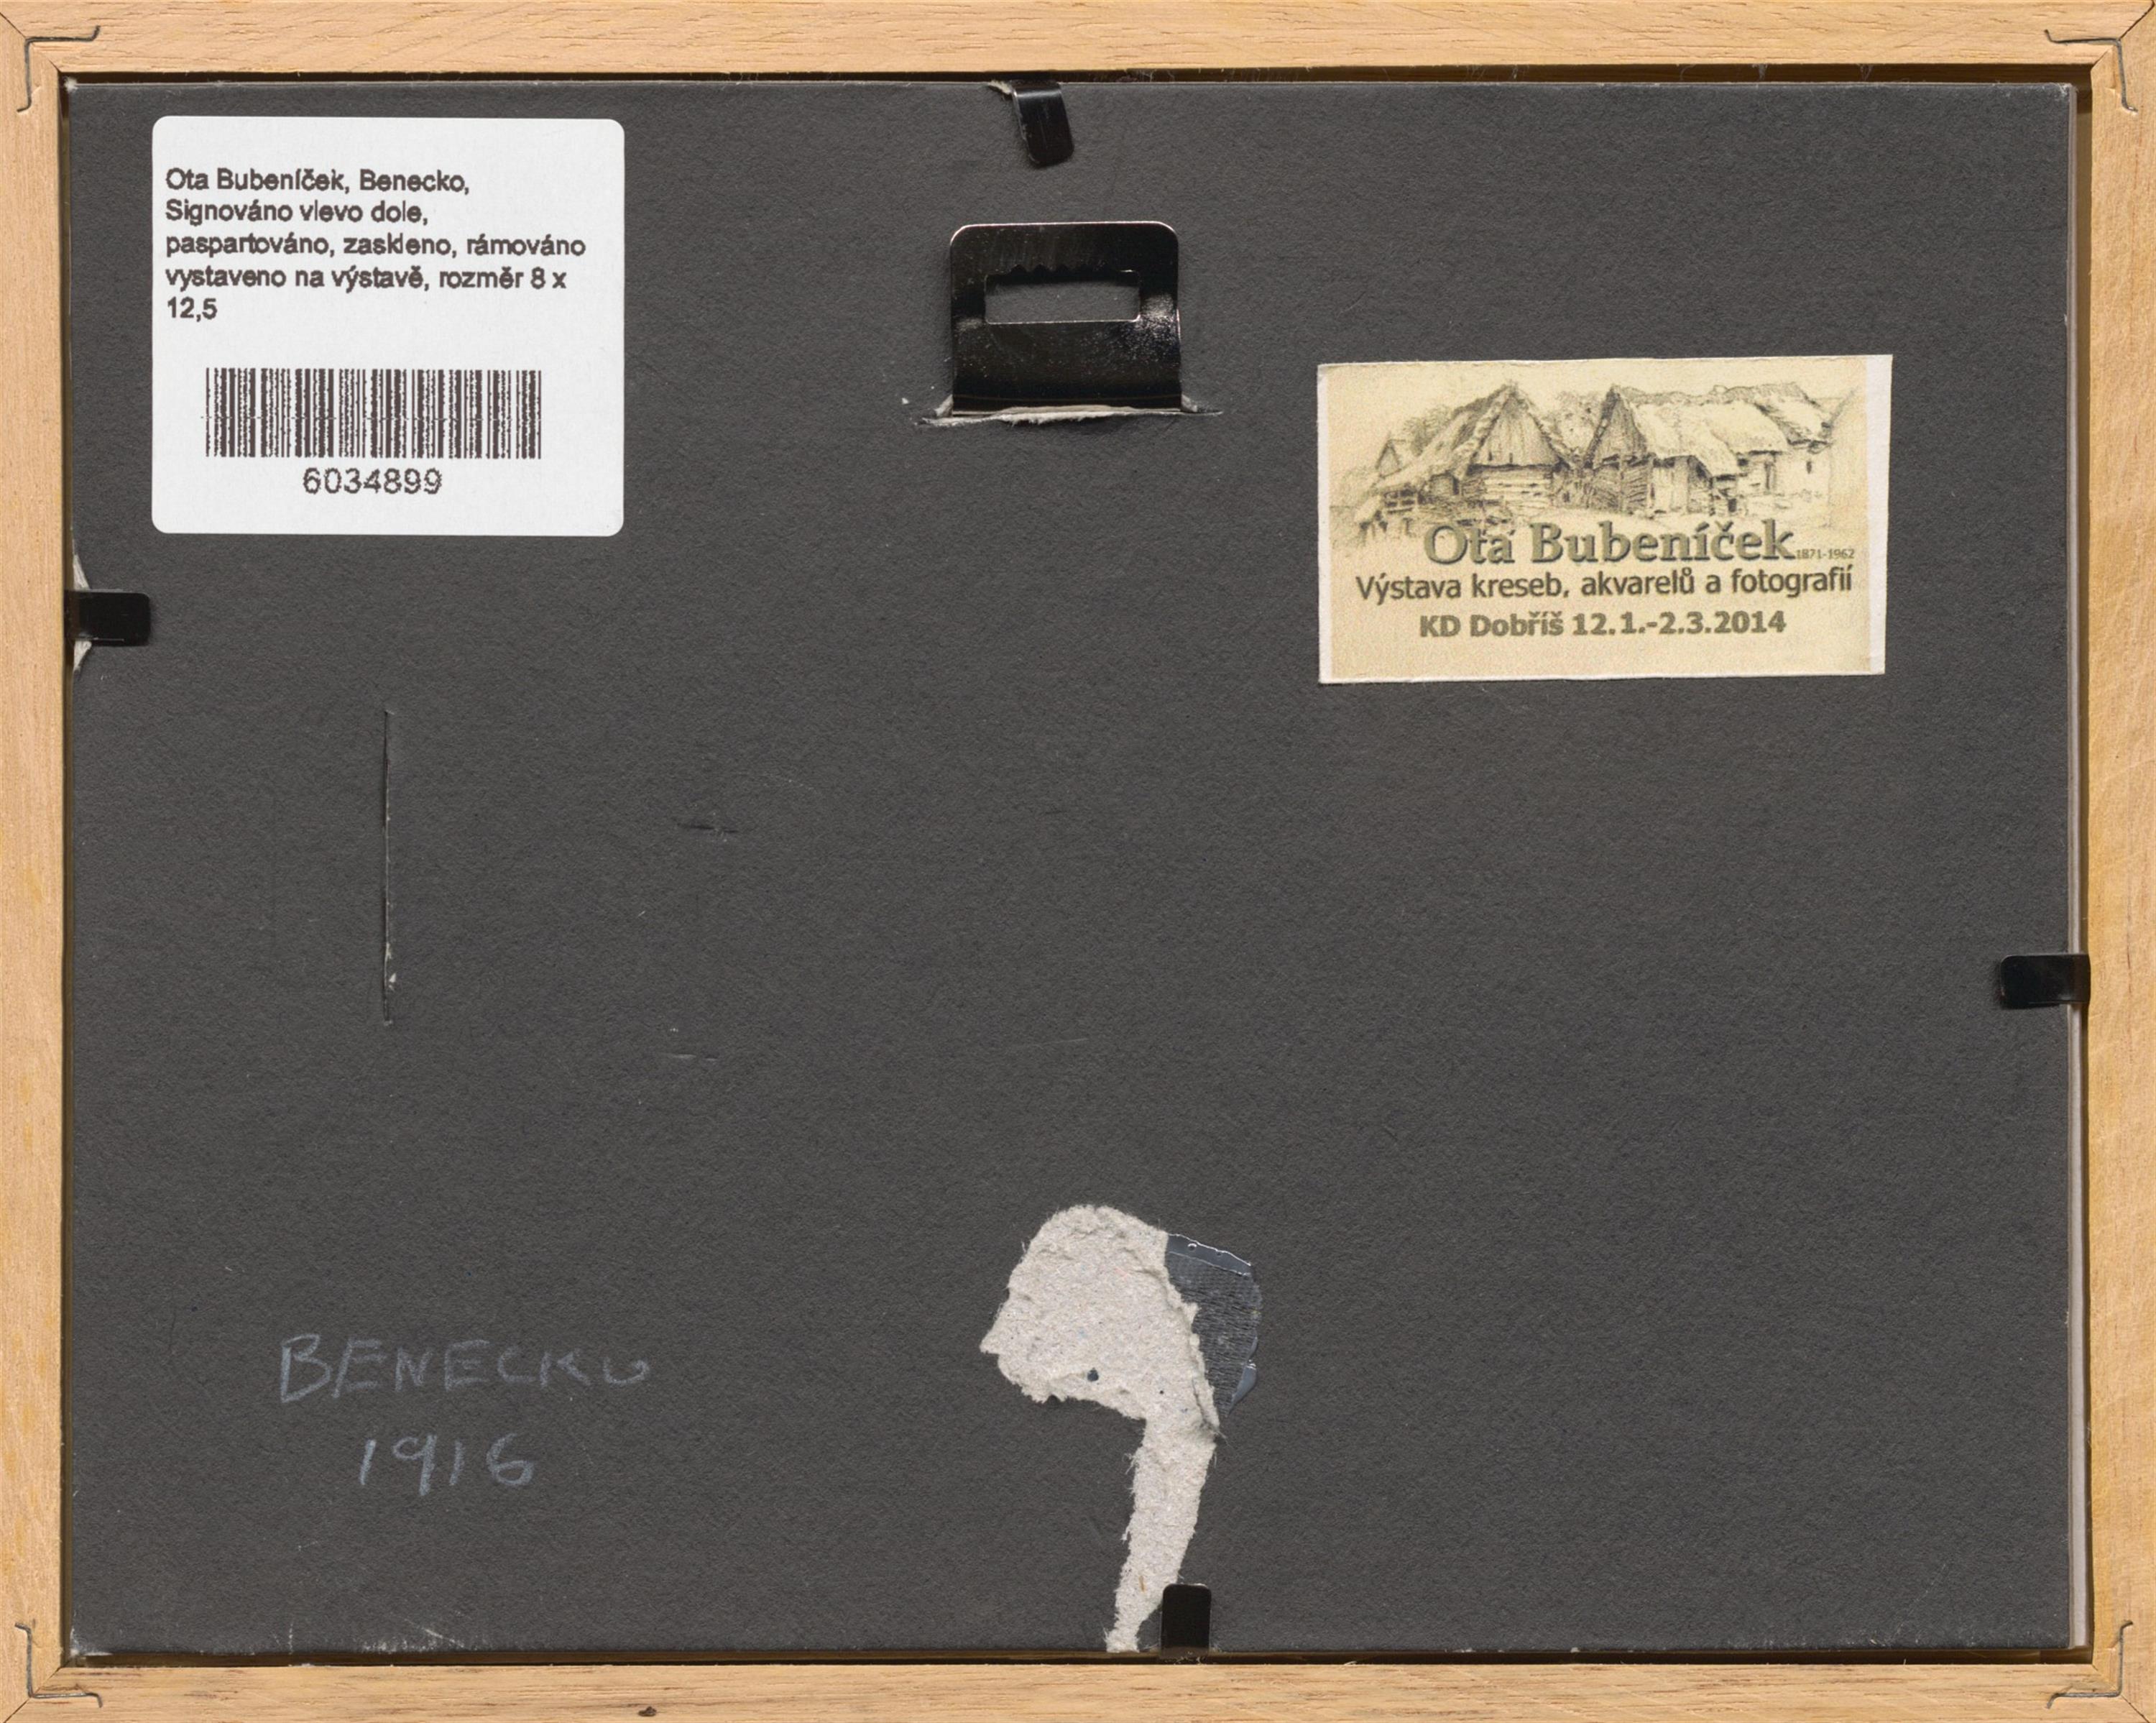 Ota Bubeníček, Benecko,
Signováno vlevo dole,
paspartováno, zaskleno, rámováno
vystaveno na výstavě, rozměr 8 x
12,5
6034899
Ota Bubeníček 1871-1962
Výstava kreseb, akvarelů a fotografií
KD Dobříš 12.1.-2.3.2014
BENECKO
1916